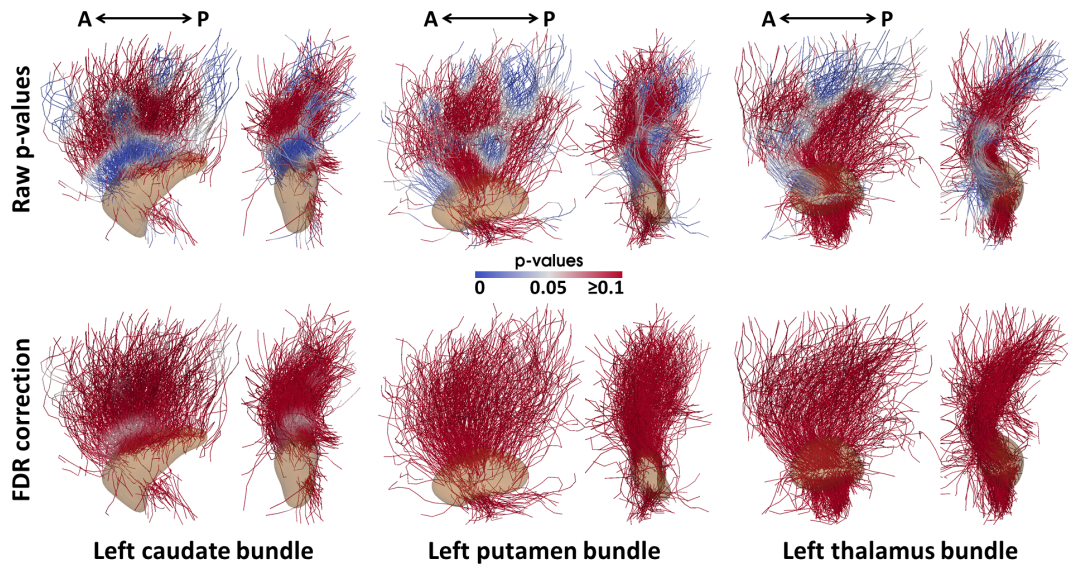 A P A P A P
Raw p-values
p-values
0 0.05 ≥0.1
FDR correction
Left caudate bundle Left putamen bundle Left thalamus bundle